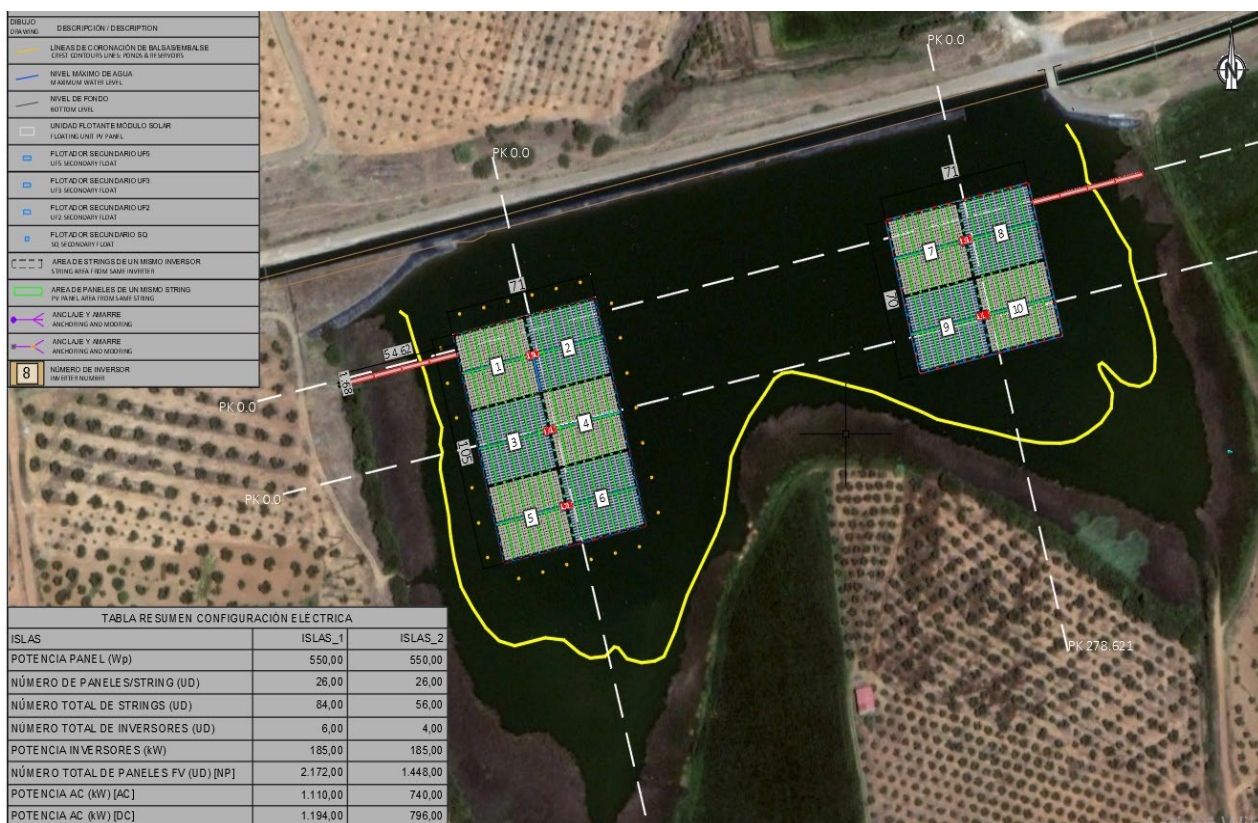 DIBUJO
DRAWING
DESCRIPCIÓN / DESCRIPTION
LÍNEAS DE CORONACIÓN DE BALSAS/EMBALSE
CREST CONTOURS LINES: PONDS & RESERVOIRS
NIVEL MÁXIMO DE AGUA
MAXIMUM WATER LEVEL
NIVEL DE FONDO
BOTTOM LEVEL
UNIDAD FLOTANTE MÓDULO SOLAR
FLOATING UNIT PV PANEL
FLOTADOR SECUNDARIO UF5
UF5 SECONDARY FLOAT
FLOTADOR SECUNDARIO UF3
UF3 SECONDARY FLOAT
FLOTADOR SECUNDARIO UF2
UF2 SECONDARY FLOAT
FLOTADOR SECUNDARIO SQ
SQ SECONDARY FLOAT
AREA DE STRINGS DE UN MISMO INVERSOR
STRING AREA FROM SAME INVERTER
AREA DE PANELES DE UN MISMO STRING
PV PANEL AREA FROM SAME STRING
ANCLAJE Y AMARRE
ANCHORING AND MOORING
ANCLAJE Y AMARRE
ANCHORING AND MOORING
8
NÚMERO DE INVERSOR
INVERTER NUMBER
PK 0.0
PK 0.0
N
71
71
7
8
9
10
70
1
2
3
4
5
6
105
54.62
1.68
PK 0.0
PK 0.0
PK 278.621
TABLA RESUMEN CONFIGURACIÓN ELÉCTRICA
ISLAS ISLAS_1 ISLAS_2
POTENCIA PANEL (Wp) 550,00 550,00
NÚMERO DE PANELES/STRING (UD) 26,00 26,00
NÚMERO TOTAL DE STRINGS (UD) 84,00 56,00
NÚMERO TOTAL DE INVERSORES (UD) 6,00 4,00
POTENCIA INVERSORES (kW) 185,00 185,00
NÚMERO TOTAL DE PANELES FV (UD) [NP] 2.172,00 1.448,00
POTENCIA AC (kW) [AC] 1.110,00 740,00
POTENCIA AC (kW) [DC] 1.194,00 796,00